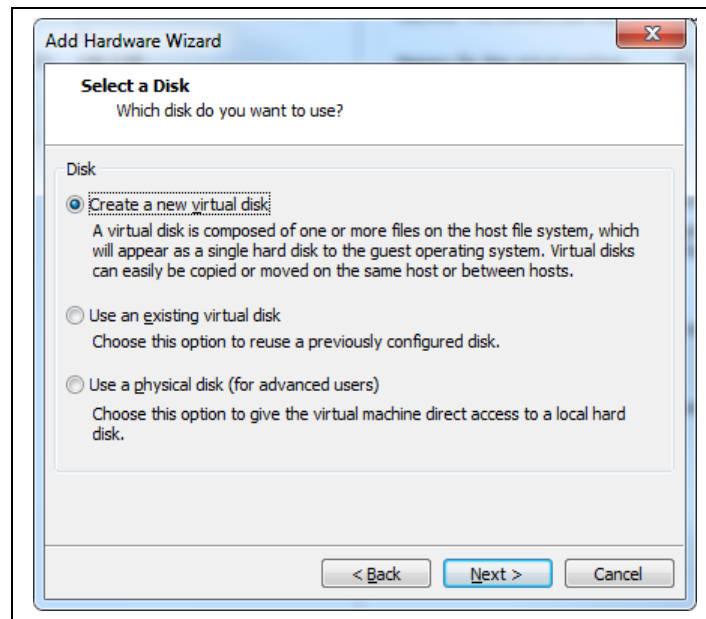 Add Hardware Wizard
Select a Disk
Which disk do you want to use?
Disk
Create a new virtual disk
A virtual disk is composed of one or more files on the host file system, which
will appear as a single hard disk to the guest operating system. Virtual disks
can easily be copied or moved on the same host or between hosts.
Use an existing virtual disk
Choose this option to reuse a previously configured disk.
Use a physical disk (for advanced users)
Choose this option to give the virtual machine direct access to a local hard
disk.
< Back
Next >
Cancel